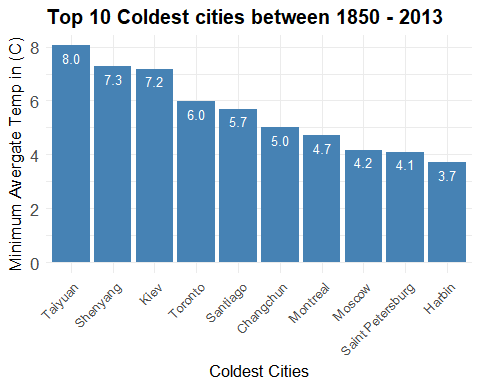 Top 10 Coldest cities between 1850 - 2013
Minimum Avergate Temp in (C)
8
6
4
2
0
8.0
7.3
7.2
6.0
5.7
5.0
4.7
4.2
4.1
3.7
Taiyuan
Shenyang
Kiev
Toronto
Santiago
Changchun
Montreal
Moscow
Saint Petersburg
Harbin
Coldest Cities